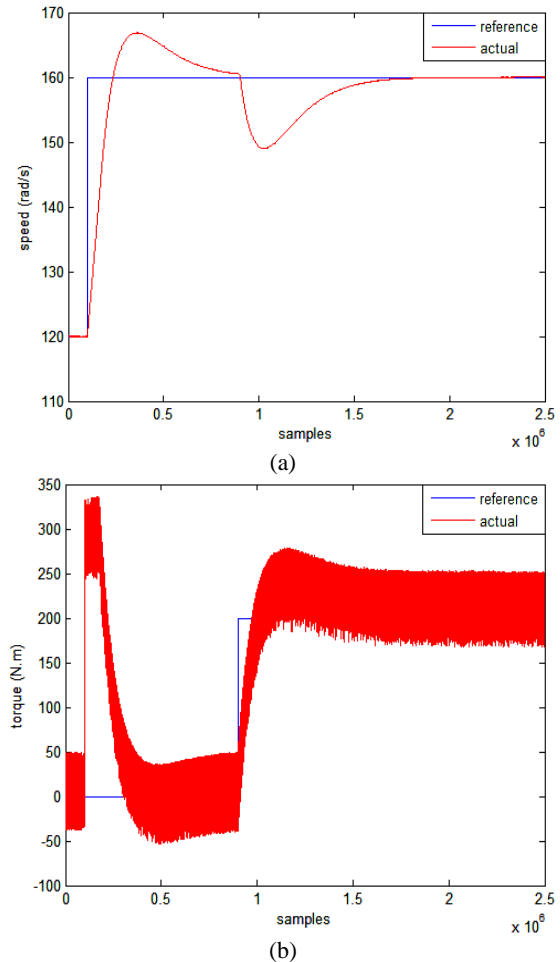 170
160
150
140
130
120
110
speed (rad/s)
reference
actual
0
0.5
1
1.5
2
2.5
samples
x 10^6
(a)
350
300
250
200
150
100
50
0
-50
-100
torque (N.m)
reference
actual
0
0.5
1
1.5
2
2.5
samples
x 10^6
(b)